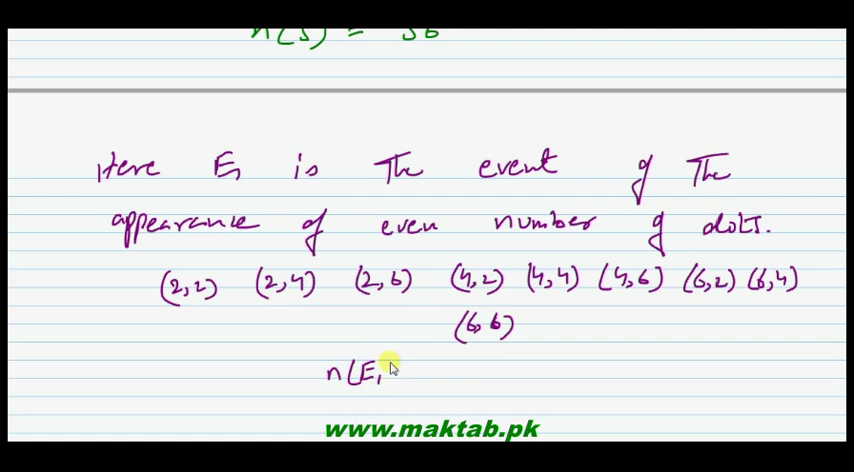 n(S) = 36
Here E₁ is the event of the
appearance of even number of dots.
(2,2) (2,4) (2,6) (4,2) (4,4) (4,6) (6,2) (6,4)
(6,6)
n(E₁
www.maktab.pk